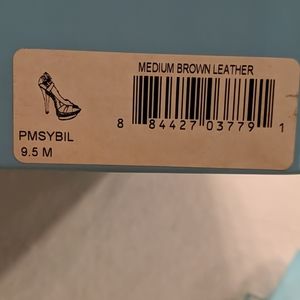 MEDIUM BROWN LEATHER
8 84427 03779 1
PMSYBIL
9.5 M